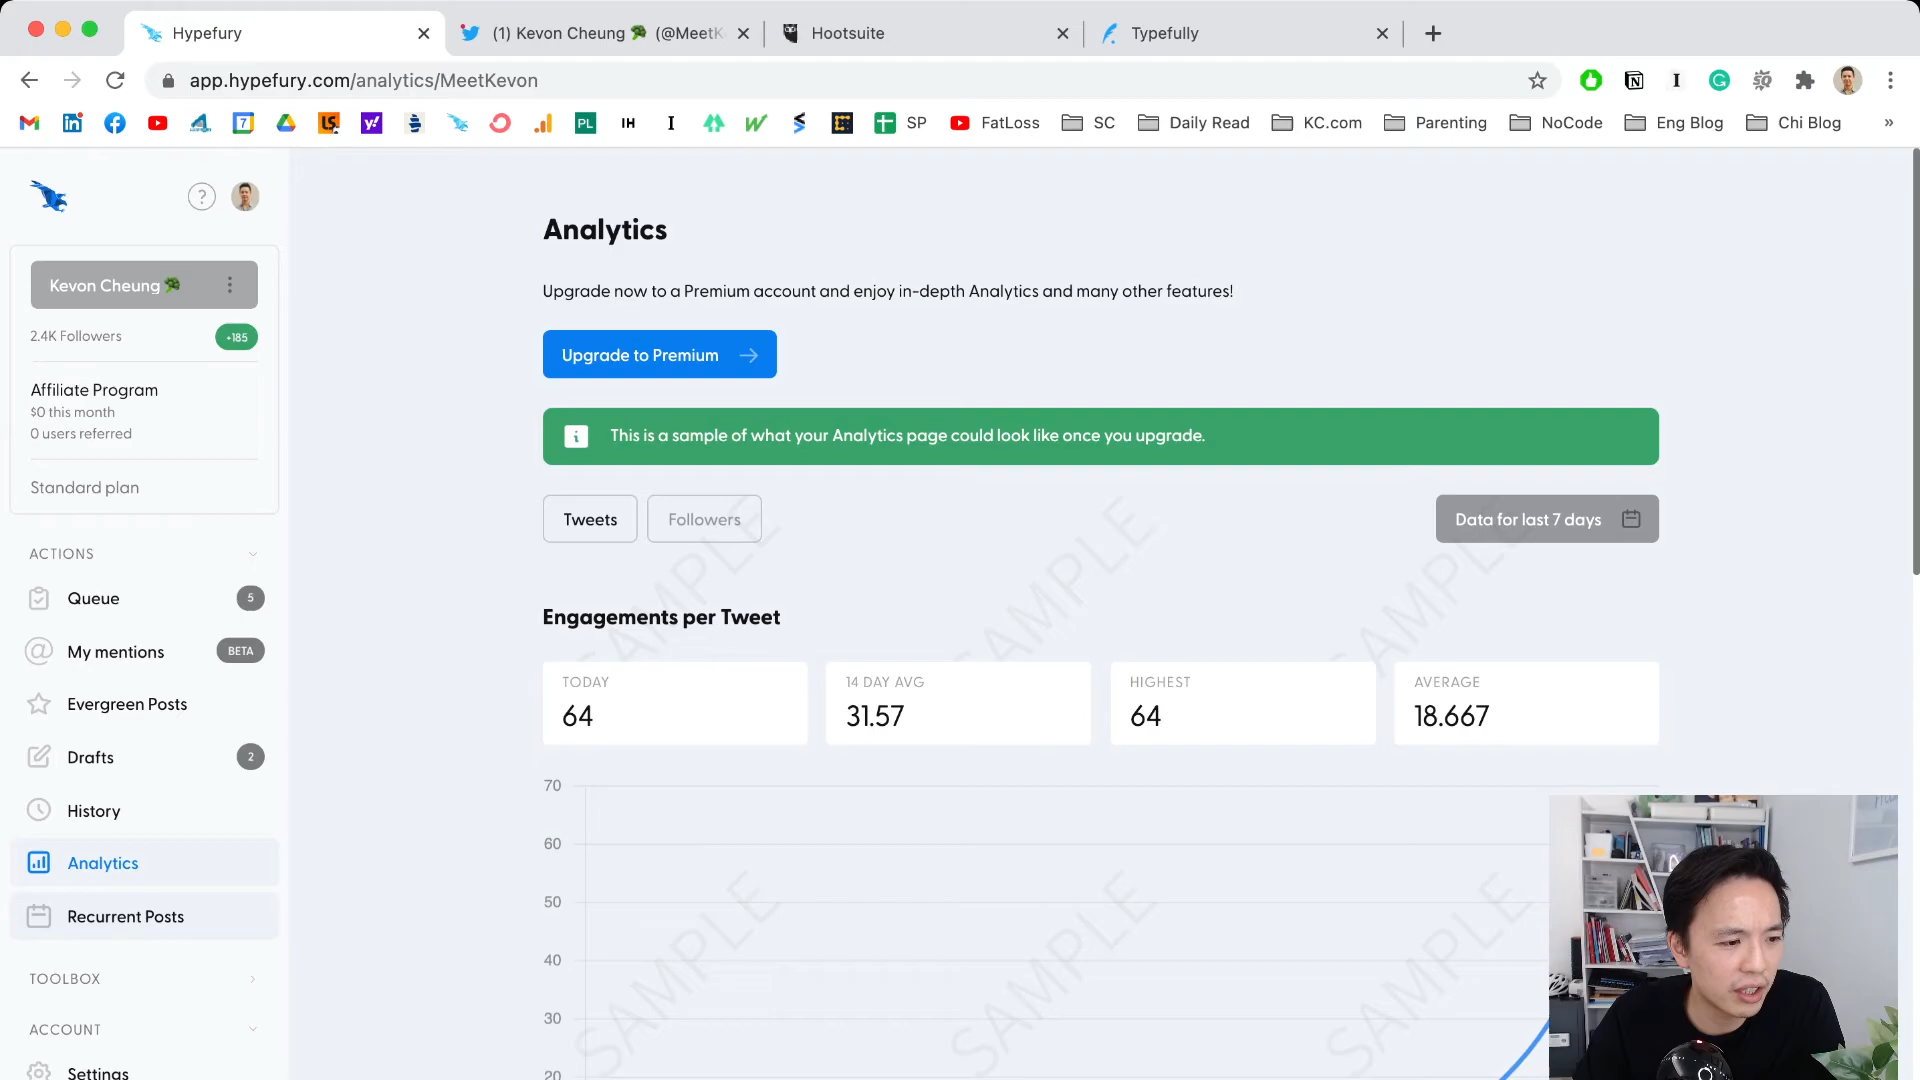 Hypefury
(1) Kevon Cheung 🥦 (@MeetK
Hootsuite
Typefully
app.hypefury.com/analytics/MeetKevon
SP
FatLoss
SC
Daily Read
KC.com
Parenting
NoCode
Eng Blog
Chi Blog
»
Kevon Cheung 🥦
2.4K Followers
+185
Affiliate Program
$0 this month
0 users referred
Standard plan
ACTIONS
Queue
5
My mentions
BETA
Evergreen Posts
Drafts
2
History
Analytics
Recurrent Posts
TOOLBOX
ACCOUNT
Settings
Analytics
Upgrade now to a Premium account and enjoy in-depth Analytics and many other features!
Upgrade to Premium
This is a sample of what your Analytics page could look like once you upgrade.
Tweets
Followers
Data for last 7 days
Engagements per Tweet
TODAY
64
14 DAY AVG
31.57
HIGHEST
64
AVERAGE
18.667
70
60
50
40
30
20
SAMPLE
SAMPLE
SAMPLE
SAMPLE
SAMPLE
SAMPLE